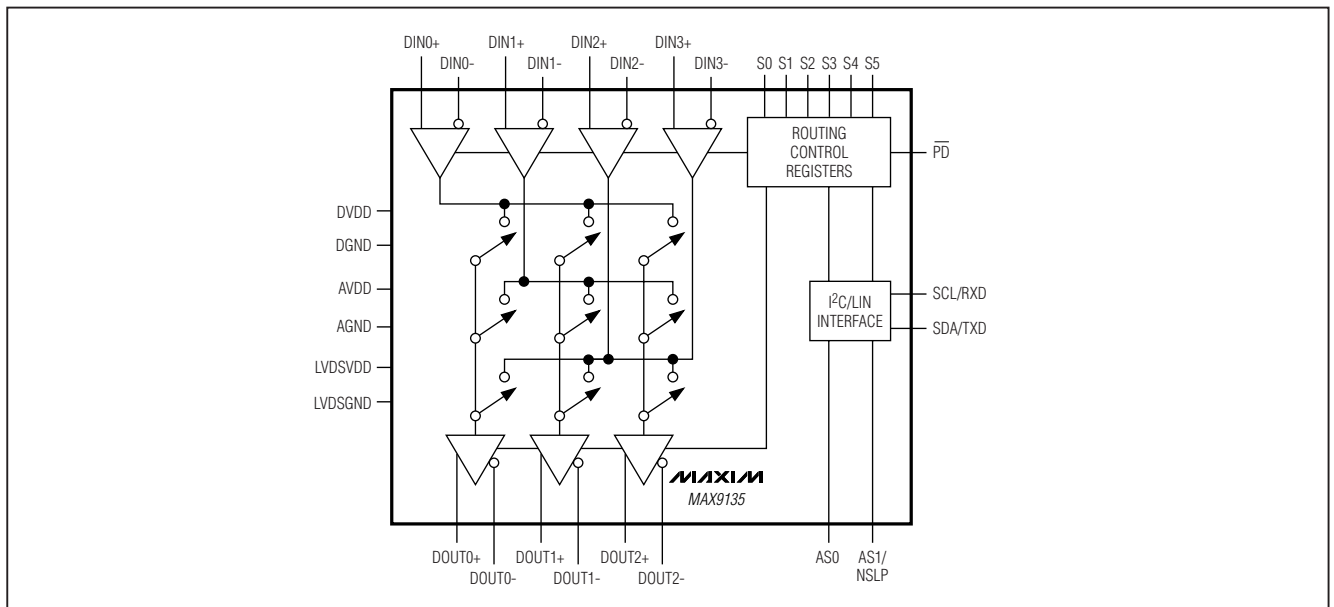 DIN0+ DIN1+ DIN2+ DIN3+
DIN0- DIN1- DIN2- DIN3- S0 S1 S2 S3 S4 S5
ROUTING
CONTROL
REGISTERS
PD
DVDD
DGND
AVDD
AGND
LVDSVDD
LVDSGND
I2C/LIN
INTERFACE
SCL/RXD
SDA/TXD
MAXIM
MAX9135
DOUT0+ DOUT1+ DOUT2+
DOUT0- DOUT1- DOUT2-
AS0
AS1/
NSLP